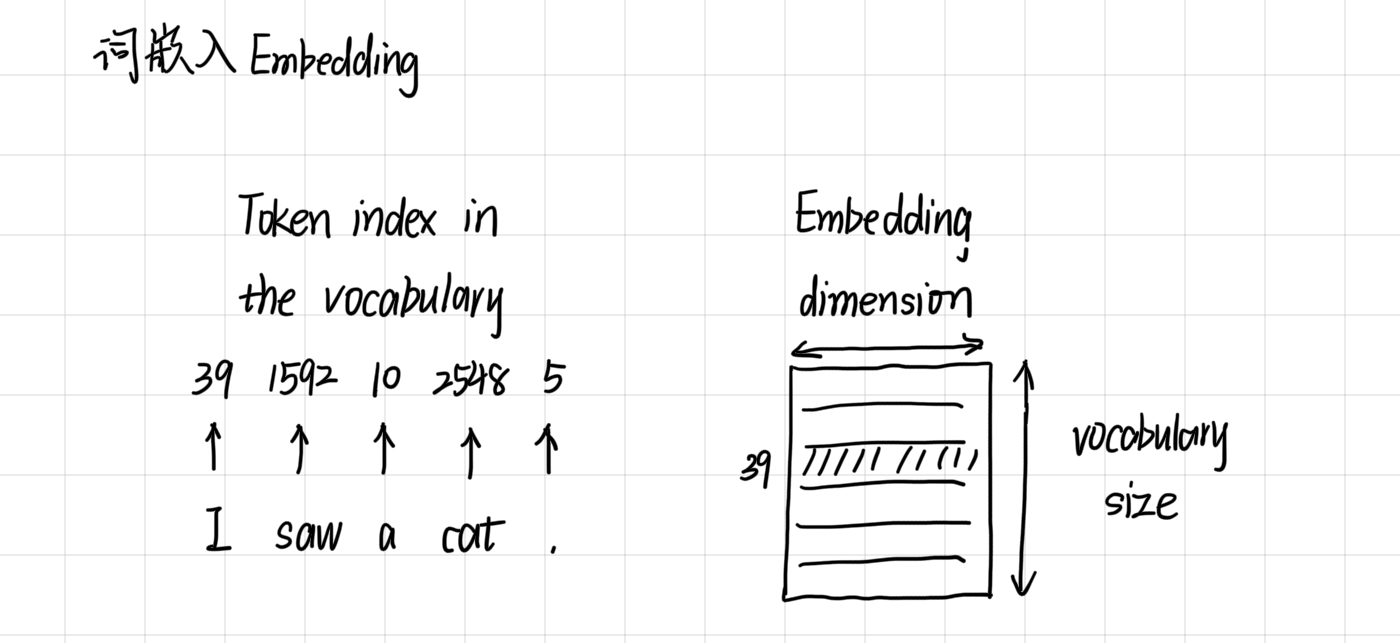 词嵌入 Embedding
Token index in
the vocabulary
39 1592 10 2548 5
I saw a cat .
Embedding
dimension
39
vocabulary
size